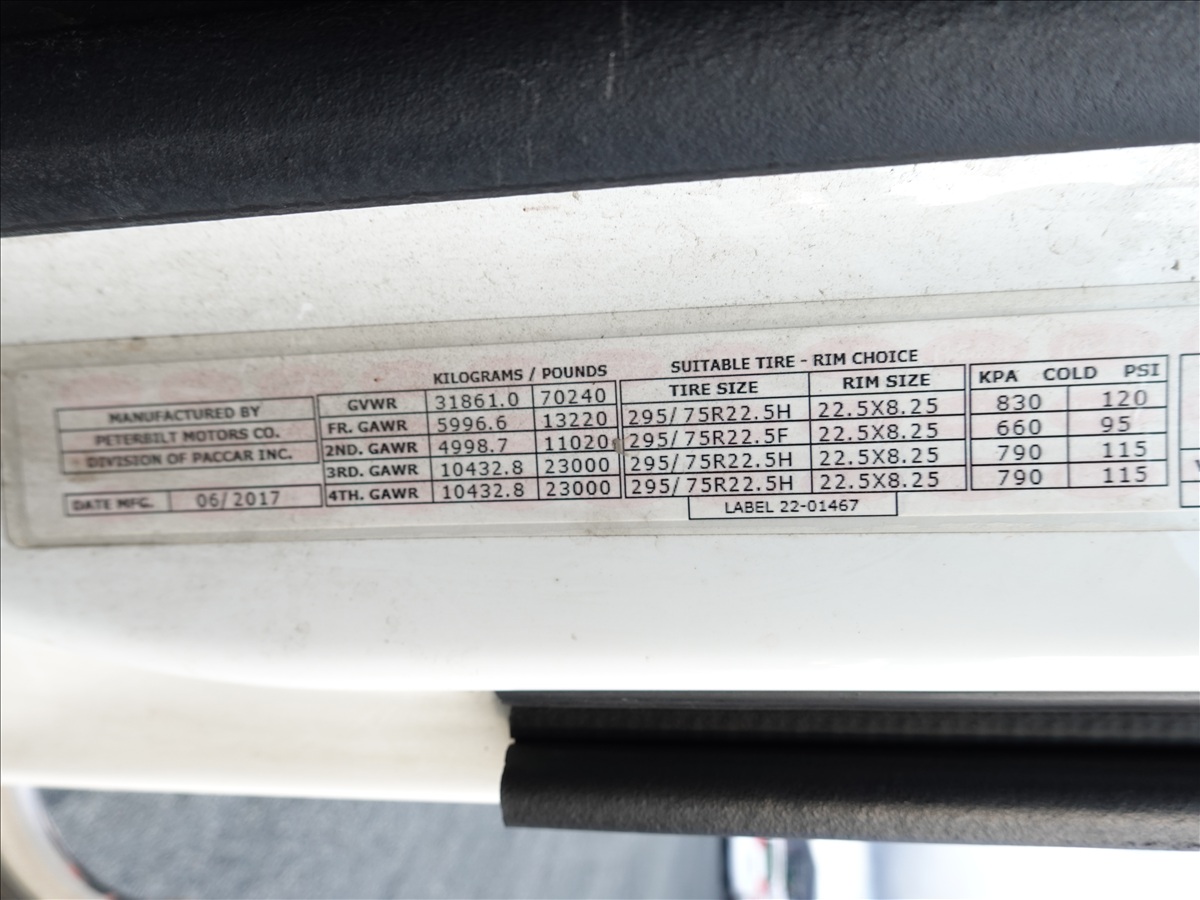 MANUFACTURED BY
PETERBILT MOTORS CO.
DIVISION OF PACCAR INC.
DATE MFG. 06/2017
KILOGRAMS / POUNDS
GVWR 31861.0 70240
FR. GAWR 5996.6 13220
2ND. GAWR 4998.7 11020
3RD. GAWR 10432.8 23000
4TH. GAWR 10432.8 23000
SUITABLE TIRE - RIM CHOICE
TIRE SIZE RIM SIZE
295/75R22.5H 22.5X8.25
295/75R22.5F 22.5X8.25
295/75R22.5H 22.5X8.25
295/75R22.5H 22.5X8.25
KPA COLD PSI
830 120
660 95
790 115
790 115
LABEL 22-01467